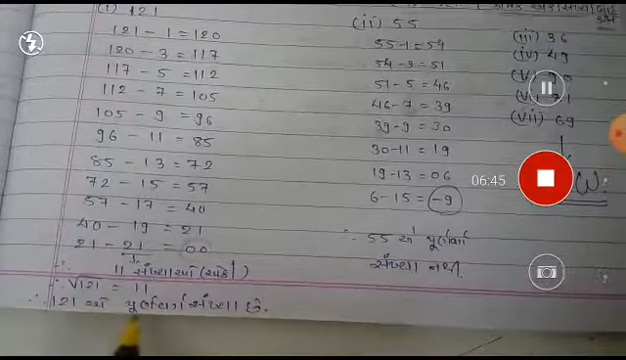 (i) 121
121 - 1 = 120
120 - 3 = 117
117 - 5 = 112
112 - 7 = 105
105 - 9 = 96
96 - 11 = 85
85 - 13 = 72
72 - 15 = 57
57 - 17 = 40
40 - 19 = 21
21 - 21 = 00
11 સંખ્યાઓ
∴ √121 = 11
∴ 121 એ પૂર્ણવર્ગ સંખ્યા છે.
(ii) 55
55-1 = 54
54 - 3 = 51
51 - 5 = 46
46 - 7 = 39
39 - 9 = 30
30 - 11 = 19
19 - 13 = 06
6 - 15 = -9
∴ 55 એ પૂર્ણવર્ગ
સંખ્યા નથી.
(iii) 36
(iv) 49
(v) 90
(vi) 71
(vii) 69
06:45